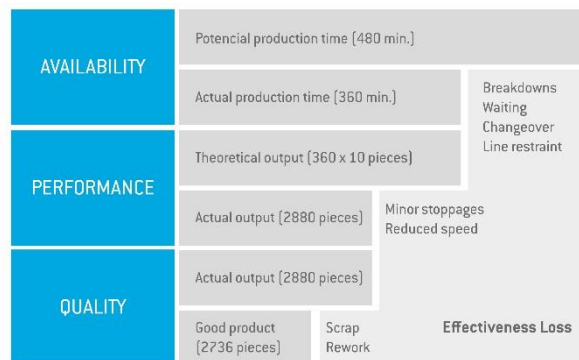 AVAILABILITY
Potencial production time (480 min.)
Actual production time (360 min.)
Breakdowns
Waiting
Changeover
Line restraint
PERFORMANCE
Theoretical output (360 x 10 pieces)
Actual output (2880 pieces)
Minor stoppages
Reduced speed
QUALITY
Actual output (2880 pieces)
Good product
(2736 pieces)
Scrap
Rework
Effectiveness Loss